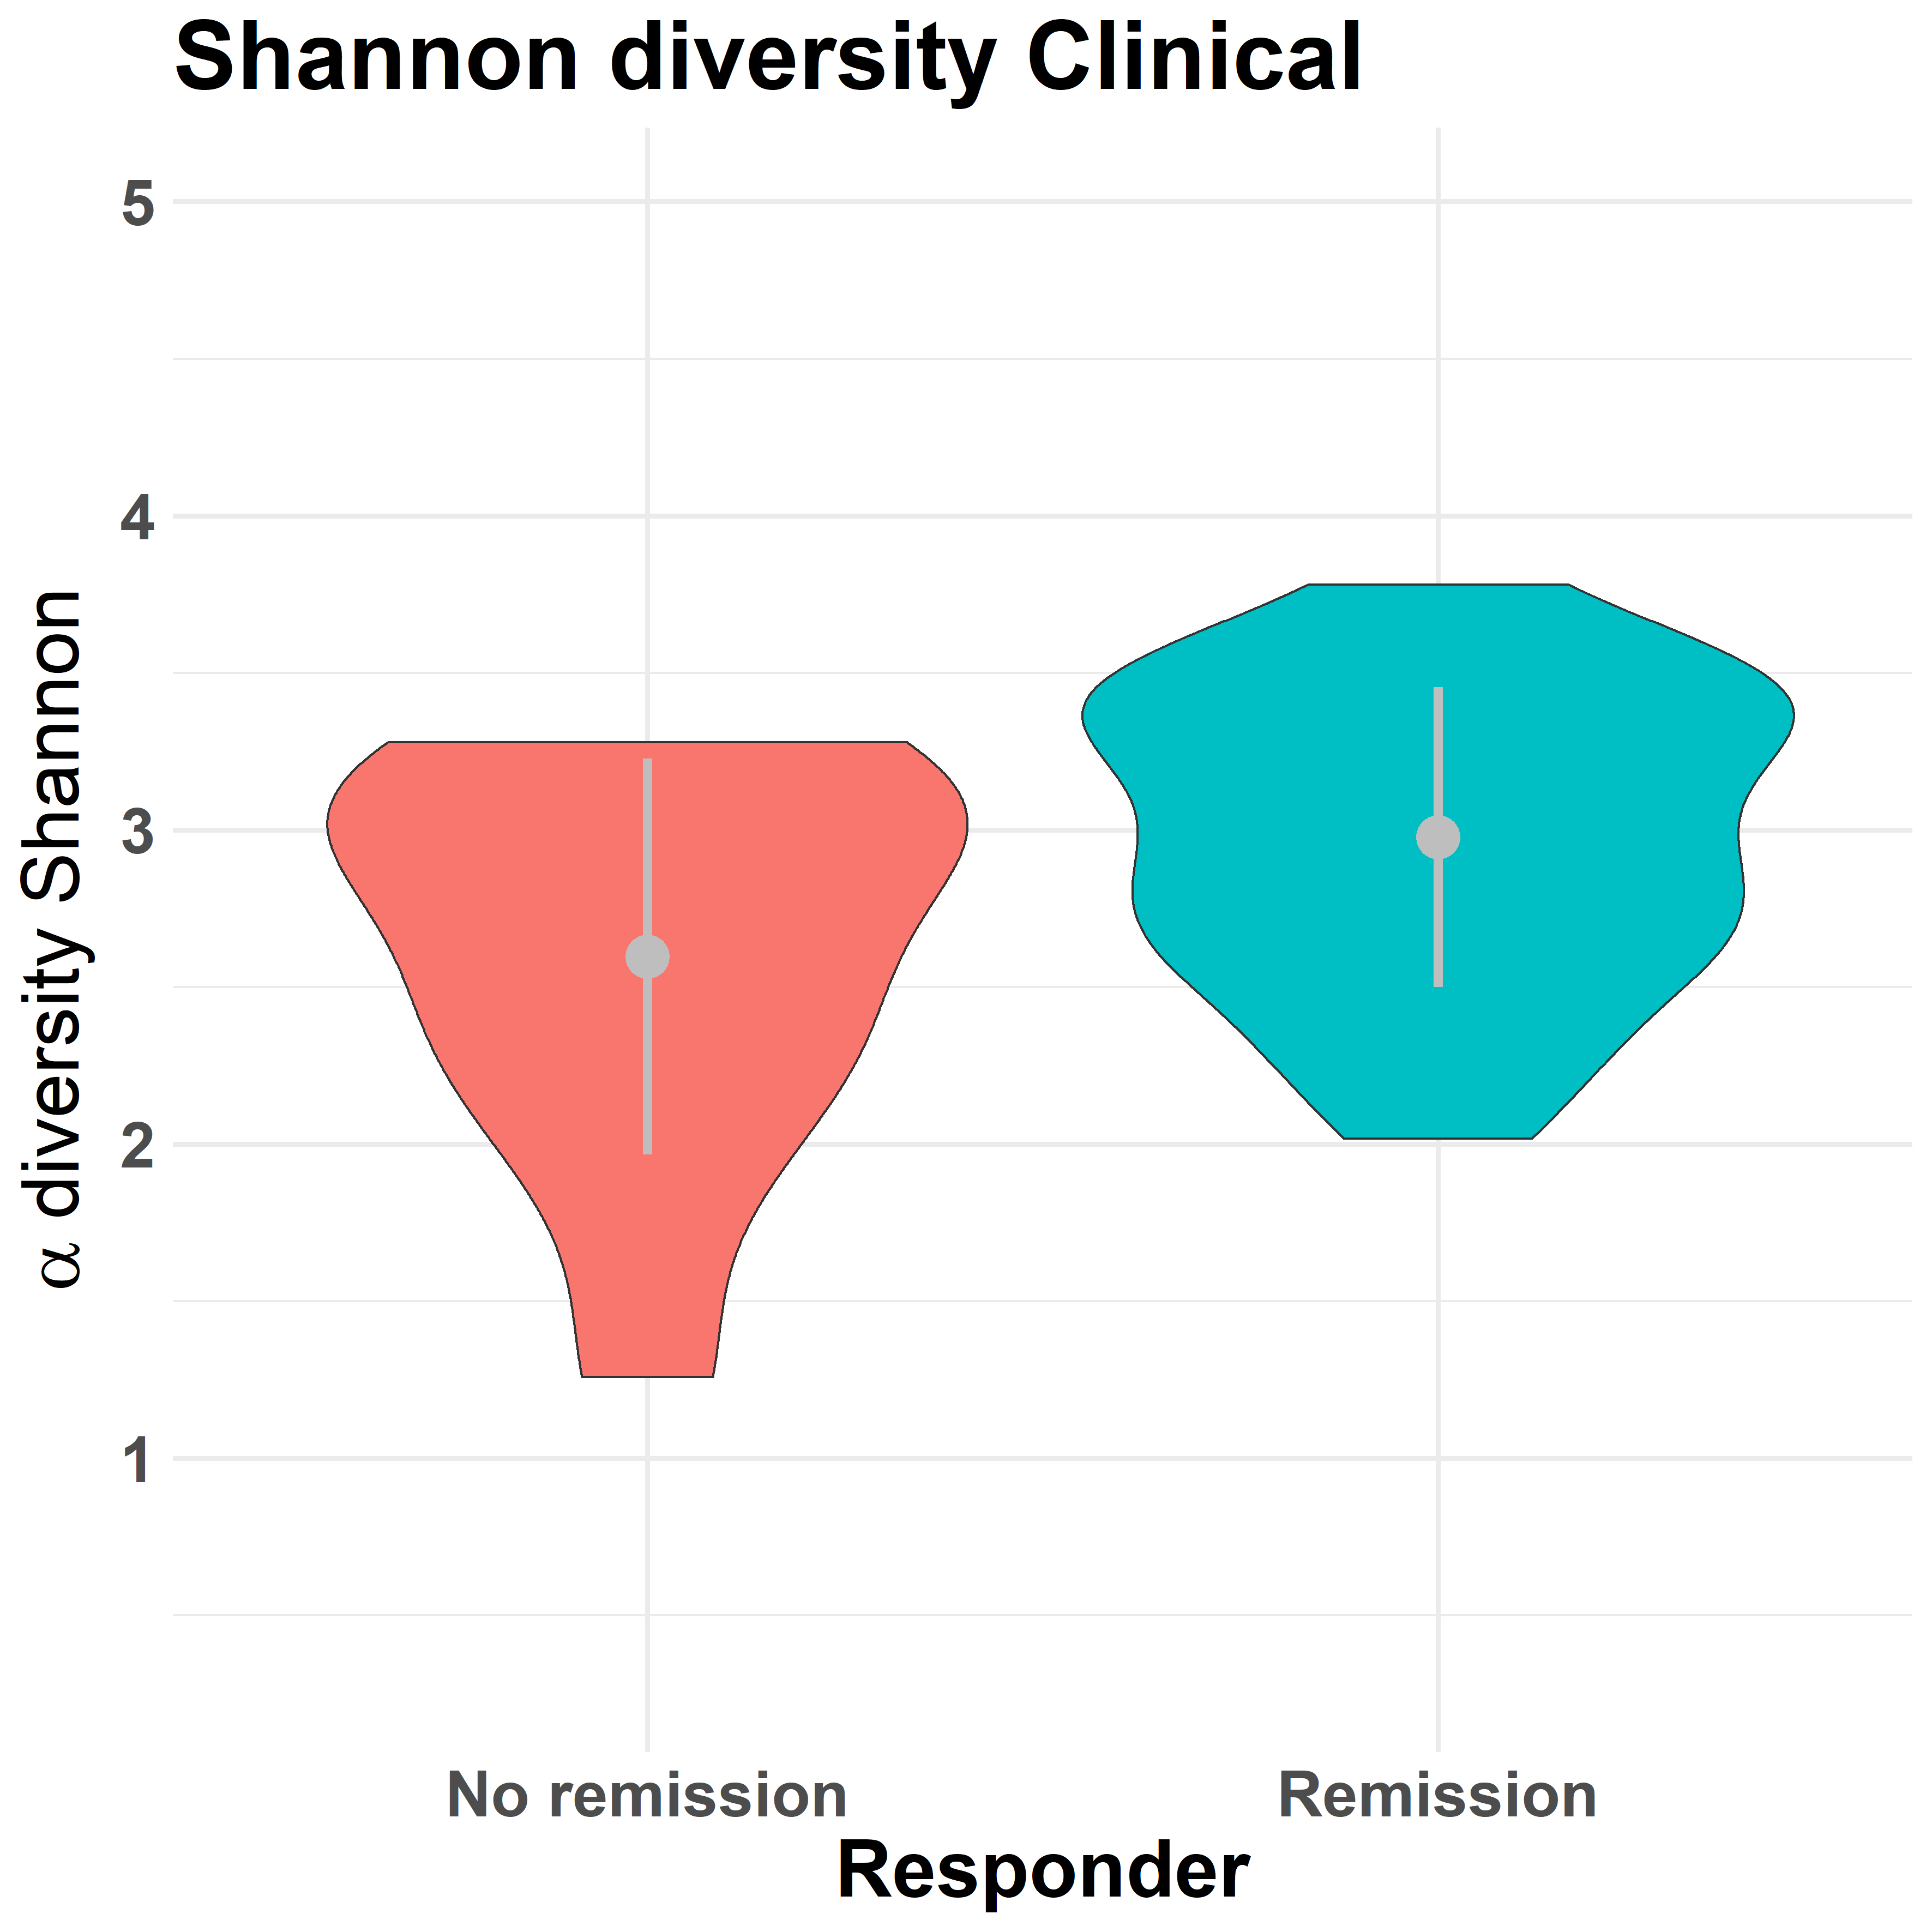 Shannon diversity Clinical
5
4
3
2
1
α diversity Shannon
No remission
Remission
Responder